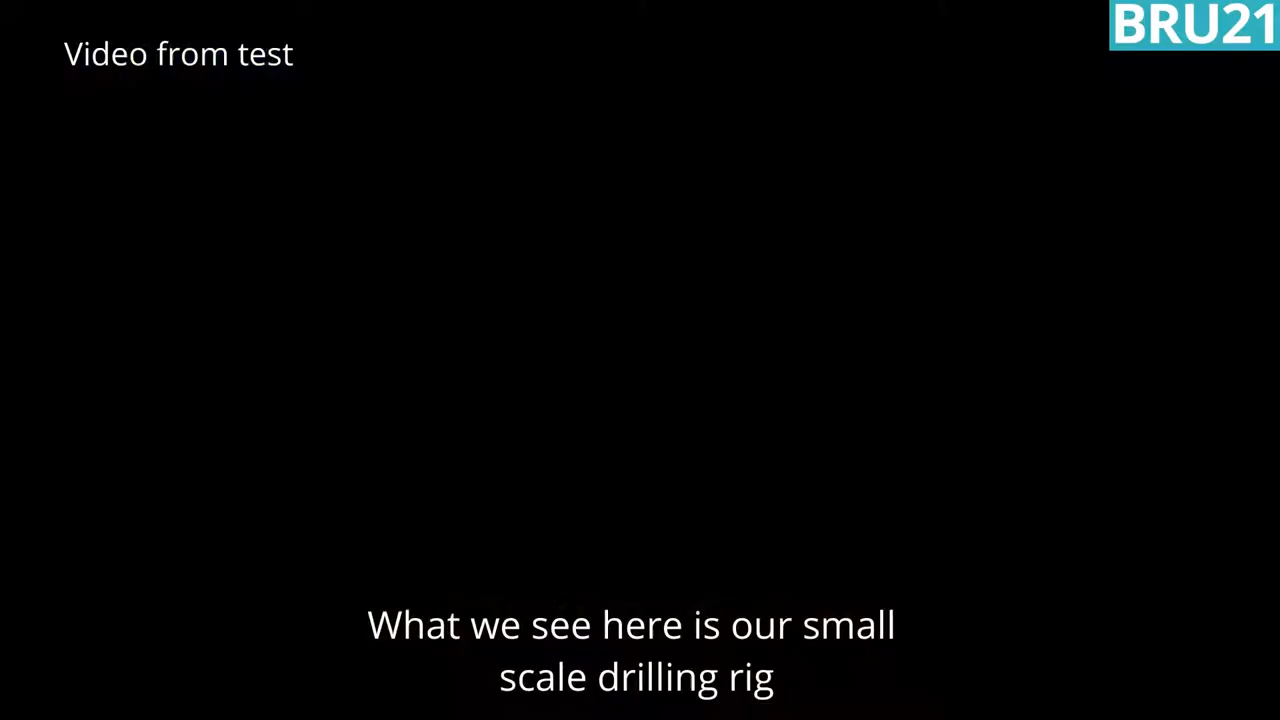 BRU21
Video from test
What we see here is our small
scale drilling rig